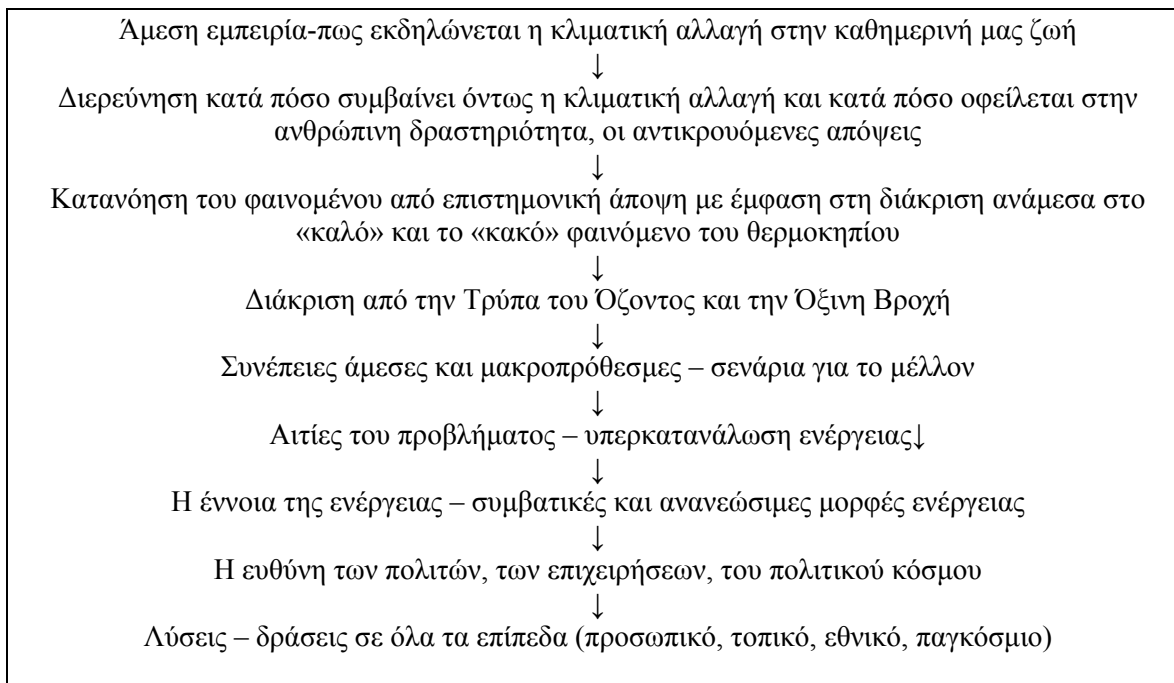 Άμεση εμπειρία-πως εκδηλώνεται η κλιματική αλλαγή στην καθημερινή μας ζωή
↓
Διερεύνηση κατά πόσο συμβαίνει όντως η κλιματική αλλαγή και κατά πόσο οφείλεται στην
ανθρώπινη δραστηριότητα, οι αντικρουόμενες απόψεις
↓
Κατανόηση του φαινομένου από επιστημονική άποψη με έμφαση στη διάκριση ανάμεσα στο
«καλό» και το «κακό» φαινόμενο του θερμοκηπίου
↓
Διάκριση από την Τρύπα του Όζοντος και την Όξινη Βροχή
↓
Συνέπειες άμεσες και μακροπρόθεσμες – σενάρια για το μέλλον
↓
Αιτίες του προβλήματος – υπερκατανάλωση ενέργειας↓
↓
Η έννοια της ενέργειας – συμβατικές και ανανεώσιμες μορφές ενέργειας
↓
Η ευθύνη των πολιτών, των επιχειρήσεων, του πολιτικού κόσμου
↓
Λύσεις – δράσεις σε όλα τα επίπεδα (προσωπικό, τοπικό, εθνικό, παγκόσμιο)